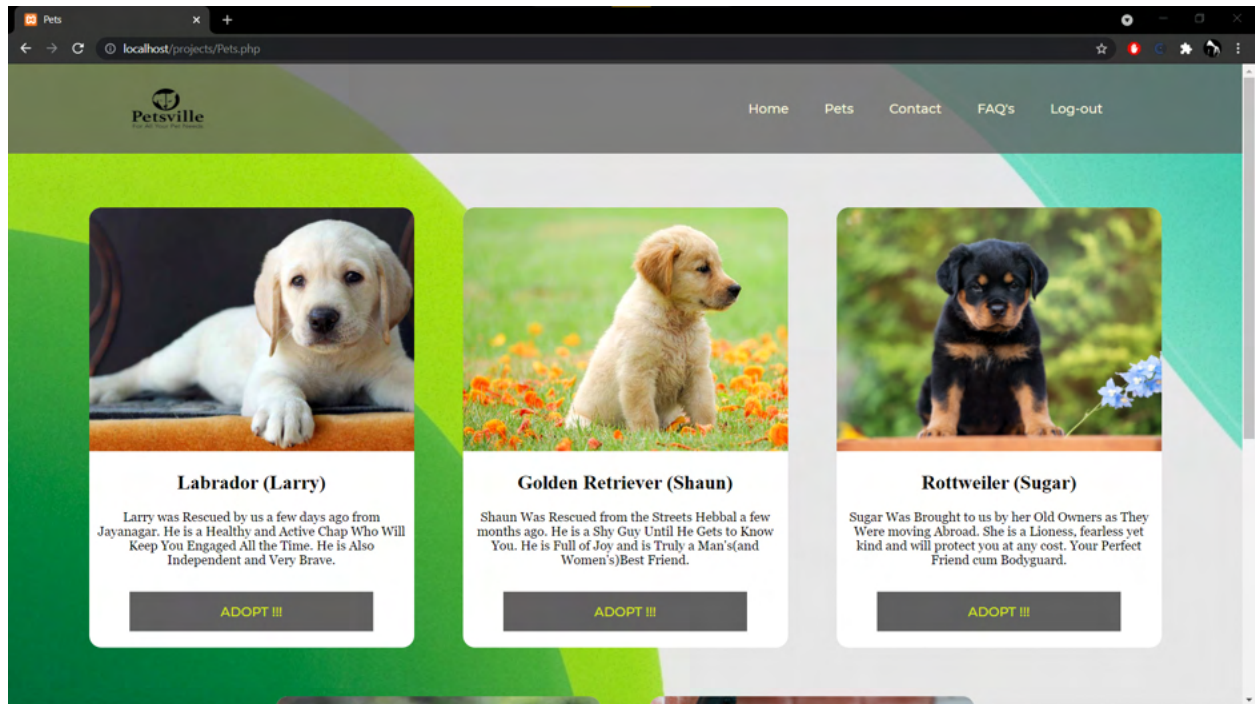 Pets
localhost/projects/Pets.php
Petsville
For All Your Pet Needs
Home
Pets
Contact
FAQ's
Log-out
Labrador (Larry)
Larry was Rescued by us a few days ago from
Jayanagar. He is a Healthy and Active Chap Who Will
Keep You Engaged All the Time. He is Also
Independent and Very Brave.
ADOPT !!!
Golden Retriever (Shaun)
Shaun Was Rescued from the Streets Hebbal a few
months ago. He is a Shy Guy Until He Gets to Know
You. He is Full of Joy and is Truly a Man's(and
Women's)Best Friend.
ADOPT !!!
Rottweiler (Sugar)
Sugar Was Brought to us by her Old Owners as They
Were moving Abroad. She is a Lioness, fearless yet
kind and will protect you at any cost. Your Perfect
Friend cum Bodyguard.
ADOPT !!!